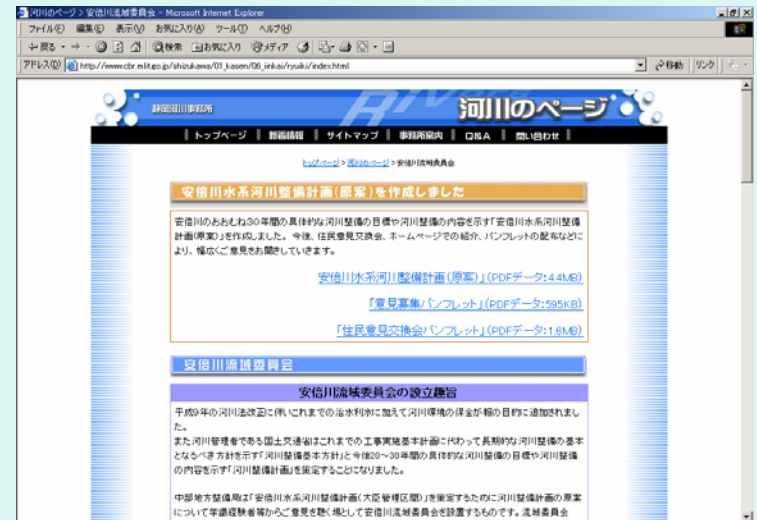 河川のページ > 安倍川流域委員会 - Microsoft Internet Explorer
ファイル(F) 編集(E) 表示(V) お気に入り(A) ツール(T) ヘルプ(H)
戻る 検索 お気に入り メディア
アドレス(D) http://www.cbr.mlit.go.jp/shizukawa/01_kasen/06_iinkai/ryuiki/index.html 移動 リンク
静岡河川事務所 Rivers 河川のページ
トップページ 新着情報 サイトマップ 事務所案内 Q&A 問い合わせ
トップページ > 河川のページ > 安倍川流域委員会
安倍川水系河川整備計画(原案)を作成しました
安倍川のおおむね30年間の具体的な河川整備の目標や河川整備の内容を示す「安倍川水系河川整備
計画(原案)」を作成しました。今後、住民意見交換会、ホームページでの紹介、パンフレットの配布などに
より、幅広くご意見をお聞きしていきます。
安倍川水系河川整備計画(原案)」(PDFデータ:4.4MB)
「意見募集パンフレット」(PDFデータ:595KB)
「住民意見交換会パンフレット」(PDFデータ:1.6MB)
安倍川流域委員会
安倍川流域委員会の設立趣旨
平成9年の河川法改正に伴いこれまでの治水利水に加えて河川環境の保全が報の目的に追加されまし
た。
また河川管理者である国土交通省はこれまでの工事実施基本計画に代わって長期的な河川整備の基本
となるべき方針を示す「河川整備基本方針」と今後20～30年間の具体的な河川整備の目標や河川整備
の内容を示す「河川整備計画」を策定することになりました。
中部地方整備局は「安倍川水系河川整備計画(大臣管理区間)」を策定するために河川整備計画の原案
について学識経験者等からご意見を聴く場として安倍川流域委員会を設置するものです。流域委員会